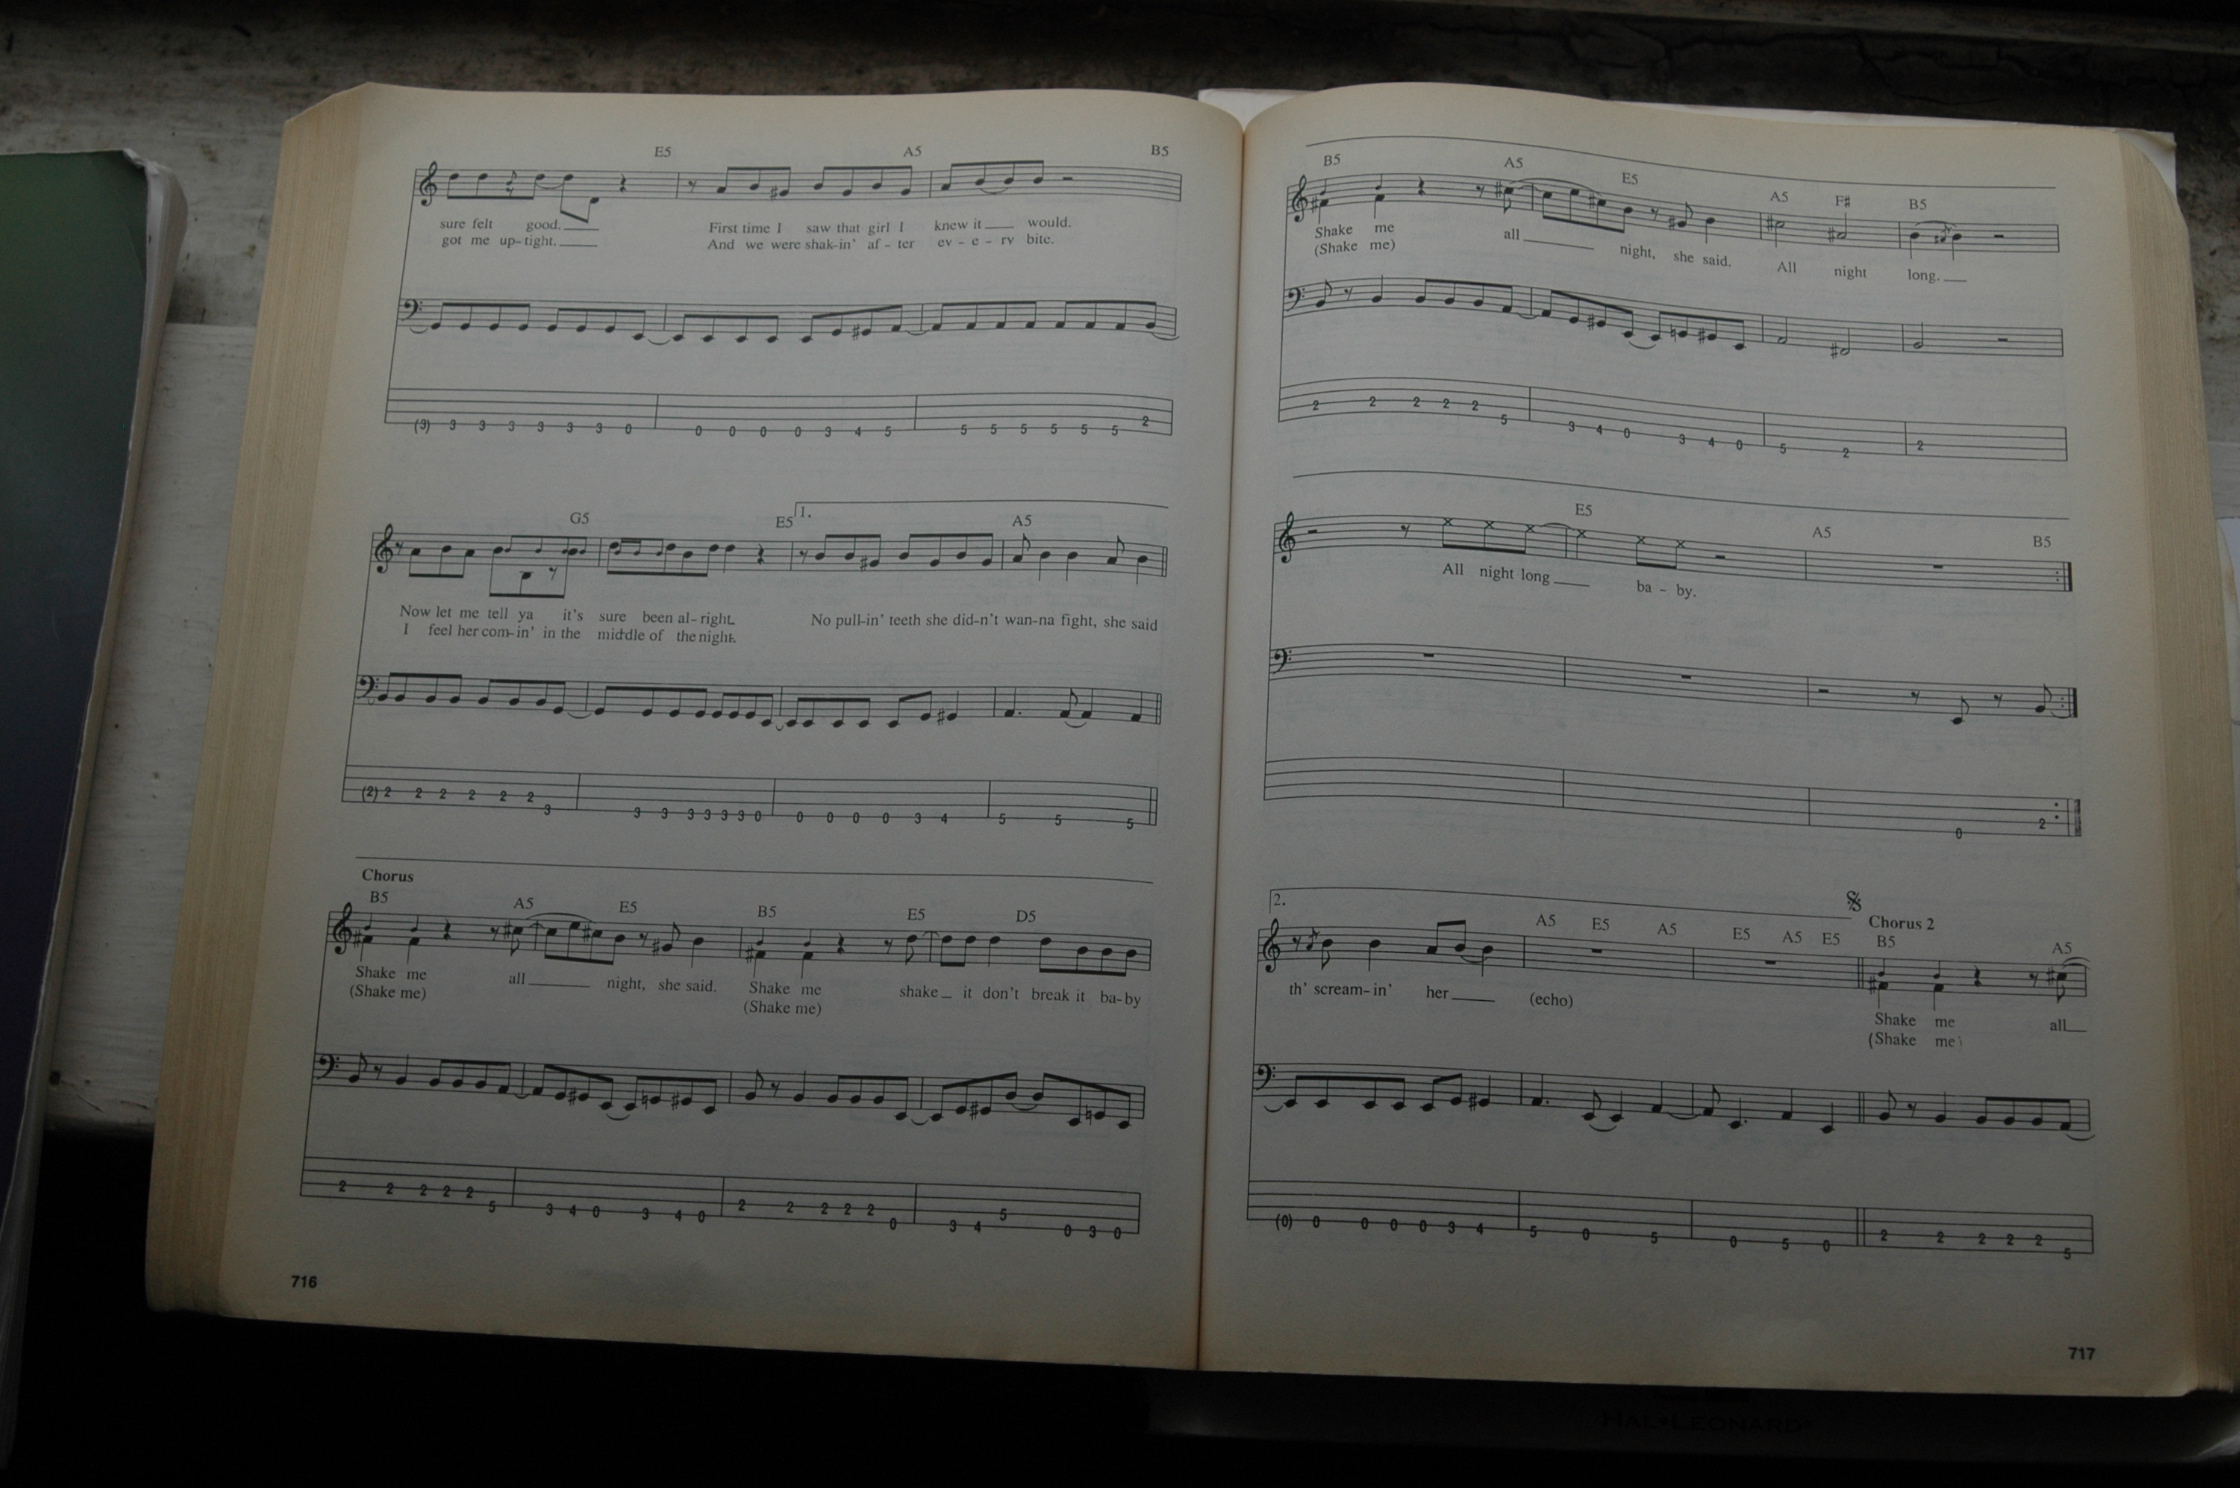 E5 A5 B5
sure felt good. First time I saw that girl I knew it would.
got me up-tight. And we were shak-in' af-ter ev-e-ry bite.
(3) 3 3 3 3 3 3 0 0 0 0 0 3 4 5 5 5 5 5 5 5 2
G5 E5 1. A5
Now let me tell ya it's sure been al-right. No pull-in' teeth she did-n't wan-na fight, she said
I feel her com-in' in the middle of the night.
(2) 2 2 2 2 2 2 3 3 3 3 3 3 3 0 0 0 0 0 3 4 5 5 5
Chorus
B5 A5 E5 B5 E5 D5
Shake me all night, she said. Shake me shake it don't break it ba-by
(Shake me) (Shake me)
2 2 2 2 2 5 3 4 0 3 4 0 2 2 2 2 2 0 3 4 5 0 3 0
716
B5 A5 E5 A5 F# B5
Shake me all night, she said. All night long.
(Shake me)
2 2 2 2 2 5 3 4 0 3 4 0 5 2 2
E5 A5 B5
All night long ba-by.
0 2
2. Chorus 2
A5 E5 A5 E5 A5 E5 B5 A5
th' scream-in' her (echo) Shake me all
(Shake me)
(0) 0 0 0 0 3 4 5 0 5 0 5 0 2 2 2 2 2 5
717
HAL•LEONARD